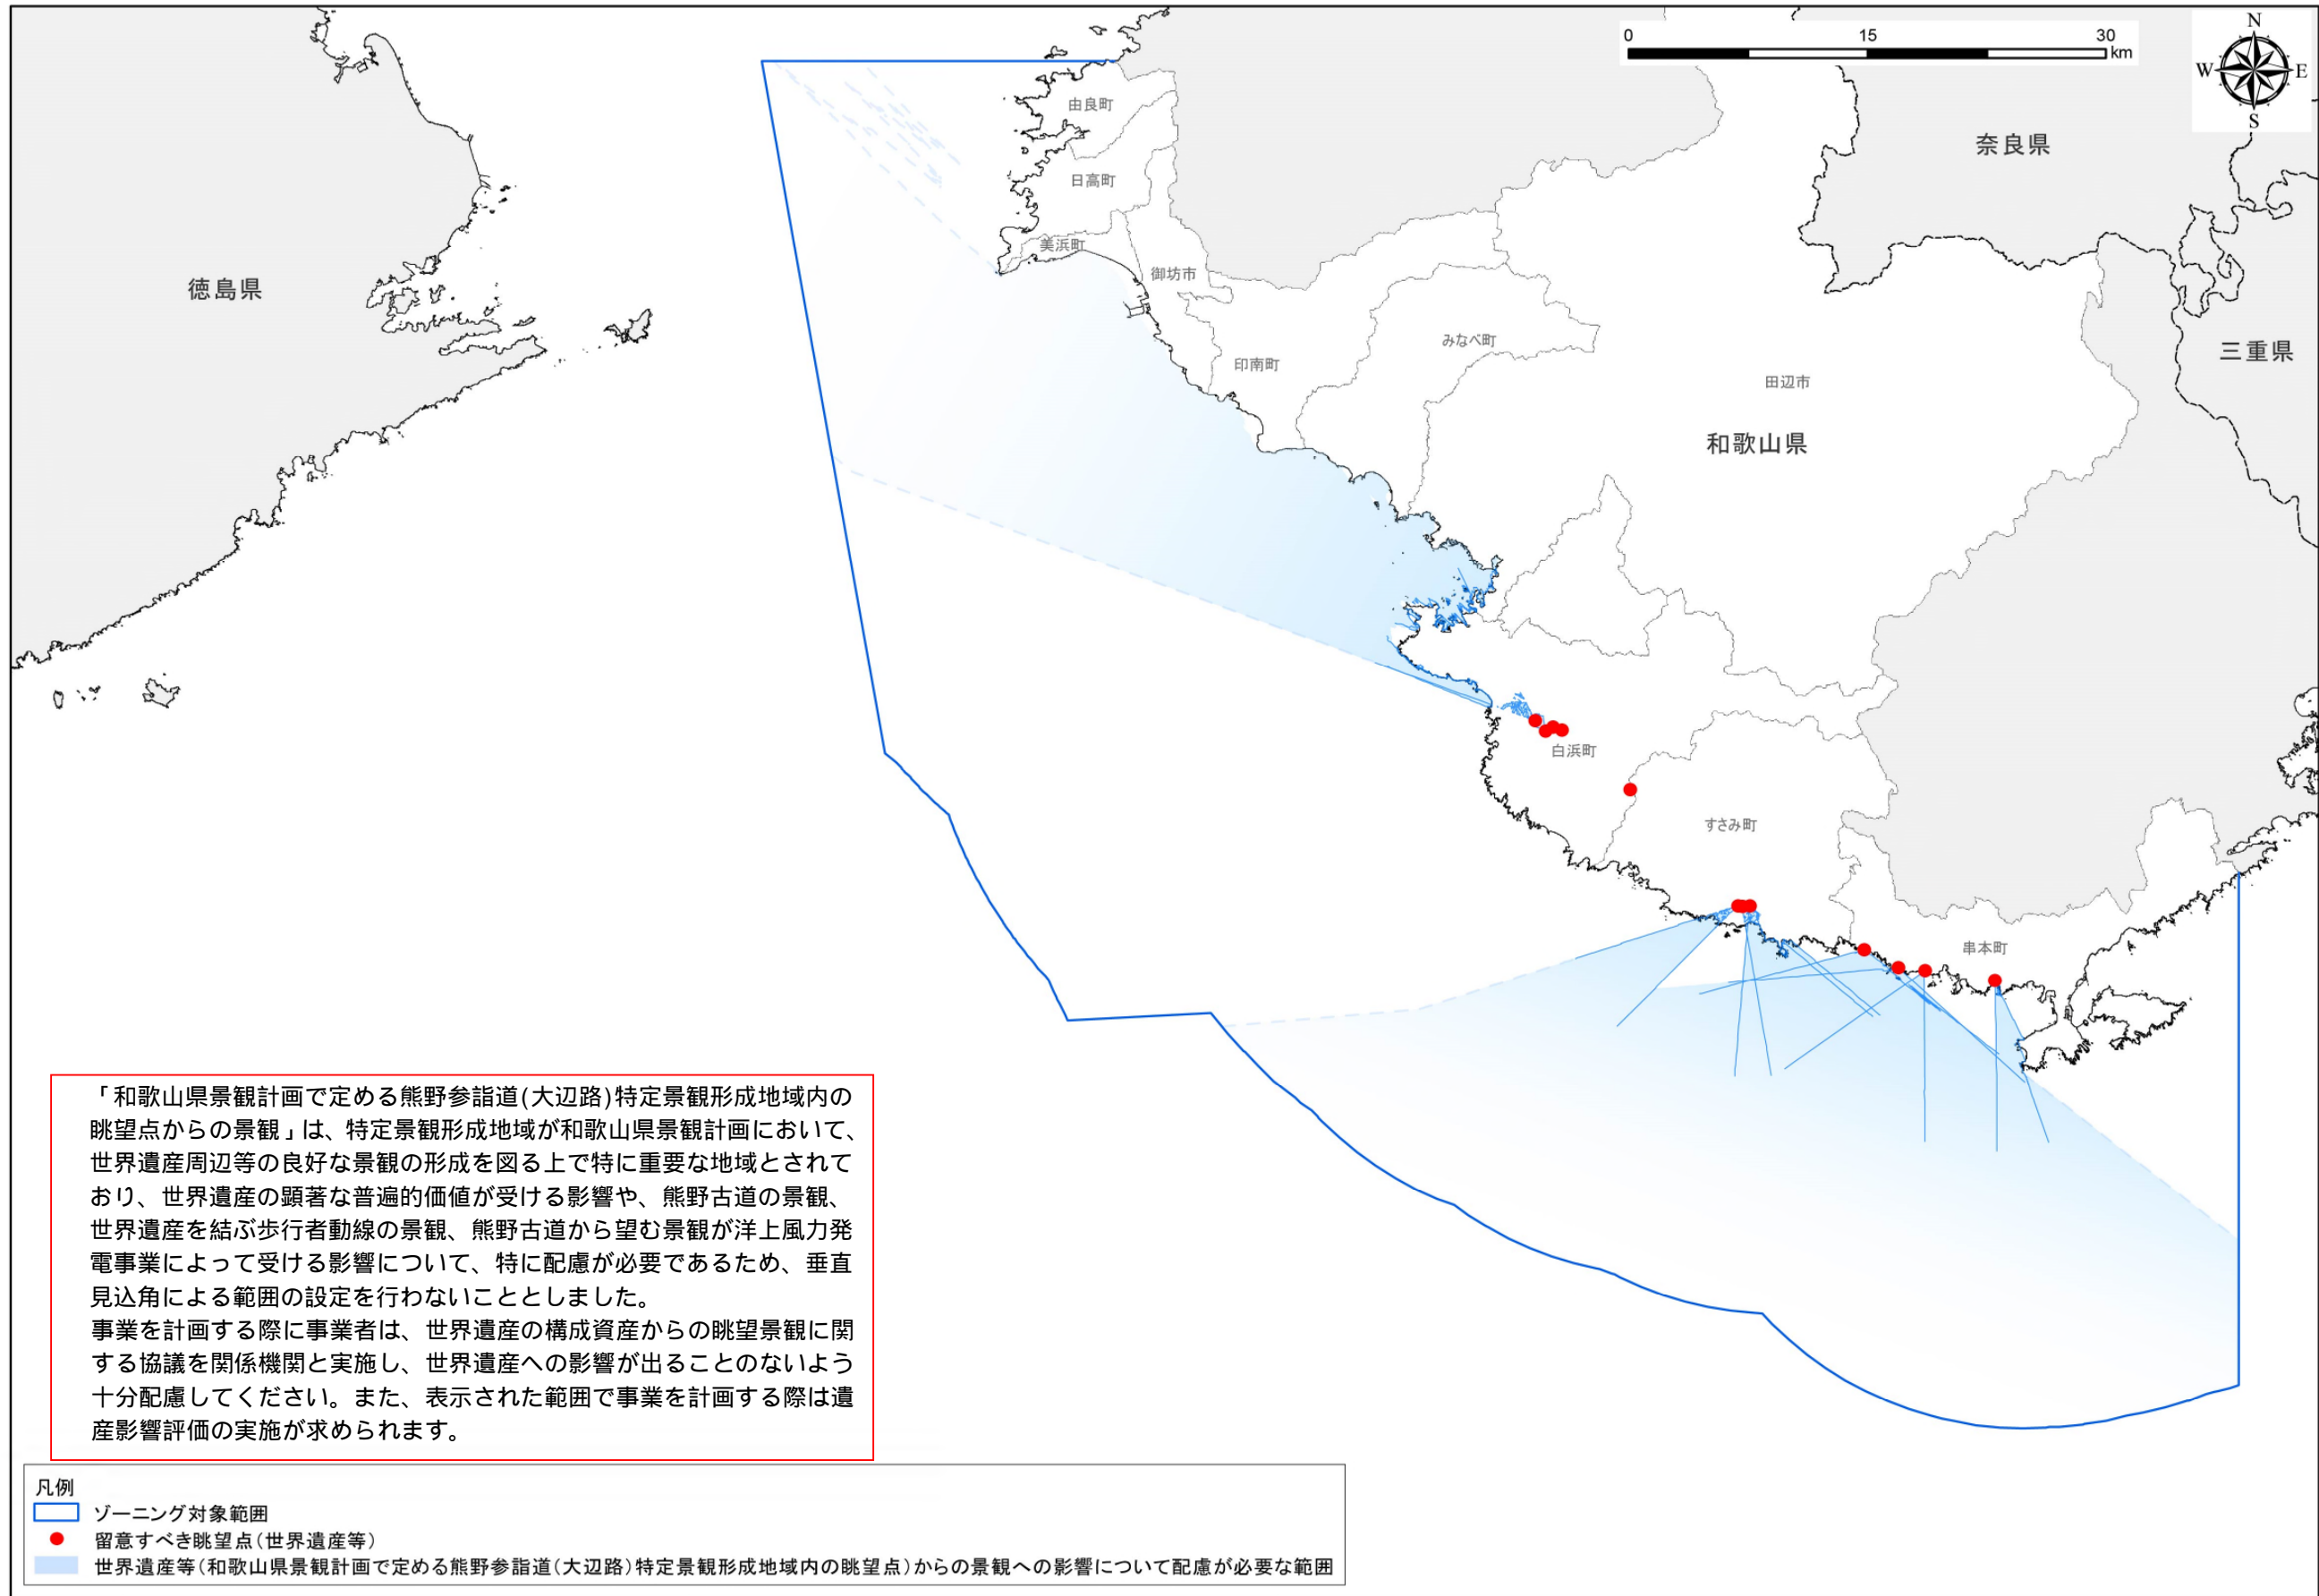 0 15 30
km
N
W E
S
由良町
奈良県
日高町
美浜町
御坊市
徳島県
みなべ町
三重県
印南町
田辺市
和歌山県
白浜町
すさみ町
串本町
「和歌山県景観計画で定める熊野参詣道(大辺路)特定景観形成地域内の
眺望点からの景観」は、特定景観形成地域が和歌山県景観計画において、
世界遺産周辺等の良好な景観の形成を図る上で特に重要な地域とされて
おり、世界遺産の顕著な普遍的価値が受ける影響や、熊野古道の景観、
世界遺産を結ぶ歩行者動線の景観、熊野古道から望む景観が洋上風力発
電事業によって受ける影響について、特に配慮が必要であるため、垂直
見込角による範囲の設定を行わないこととしました。
事業を計画する際に事業者は、世界遺産の構成資産からの眺望景観に関
する協議を関係機関と実施し、世界遺産への影響が出ることのないよう
十分配慮してください。また、表示された範囲で事業を計画する際は遺
産影響評価の実施が求められます。
凡例
ゾーニング対象範囲
留意すべき眺望点(世界遺産等)
世界遺産等(和歌山県景観計画で定める熊野参詣道(大辺路)特定景観形成地域内の眺望点)からの景観への影響について配慮が必要な範囲